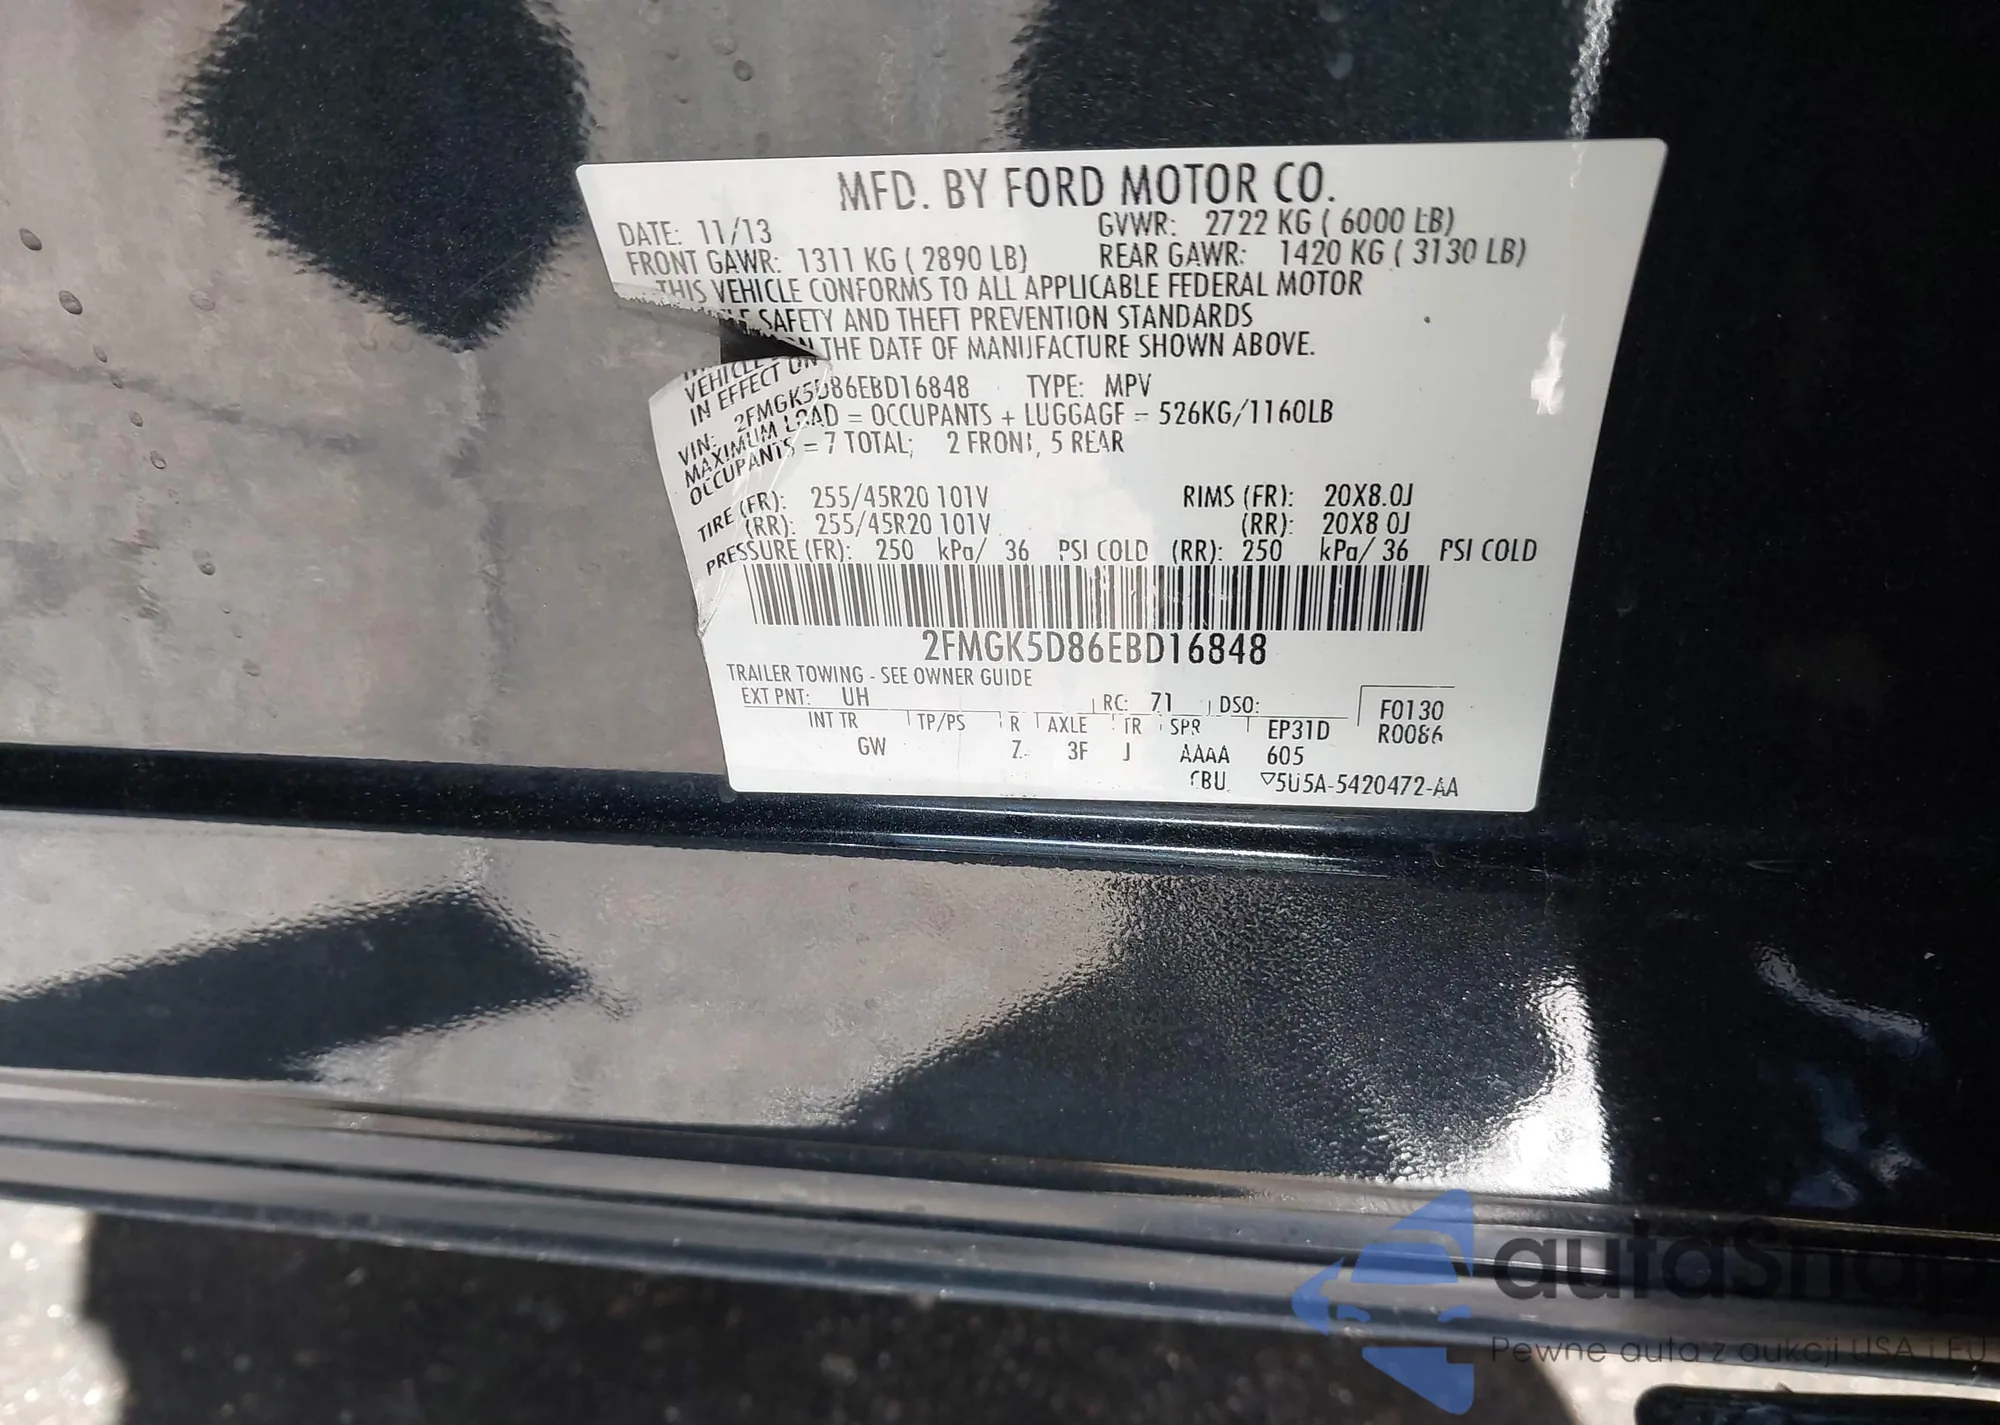 MFD. BY FORD MOTOR CO.
DATE: 11/13 GVWR: 2722 KG ( 6000 LB)
FRONT GAWR: 1311 KG ( 2890 LB) REAR GAWR: 1420 KG ( 3130 LB)
THIS VEHICLE CONFORMS TO ALL APPLICABLE FEDERAL MOTOR
VEHICLE SAFETY AND THEFT PREVENTION STANDARDS
IN EFFECT ON THE DATE OF MANUFACTURE SHOWN ABOVE.
VIN: 2FMGK5D86EBD16848 TYPE: MPV
MAXIMUM LOAD = OCCUPANTS + LUGGAGE = 526KG/1160LB
OCCUPANTS = 7 TOTAL; 2 FRONT, 5 REAR
TIRE (FR): 255/45R20 101V RIMS (FR): 20X8.0J
(RR): 255/45R20 101V (RR): 20X8.0J
PRESSURE (FR): 250 kPa/ 36 PSI COLD (RR): 250 kPa/ 36 PSI COLD
2FMGK5D86EBD16848
TRAILER TOWING - SEE OWNER GUIDE
EXT PNT: UH RC: 71 DSO: F0130
INT TR TP/PS R AXLE TR SPR EP31D R0086
GW Z 3F J AAAA 605
CBU ▽5U5A-5420472-AA
autaSnap
Pewne auta z aukcji USA i EU